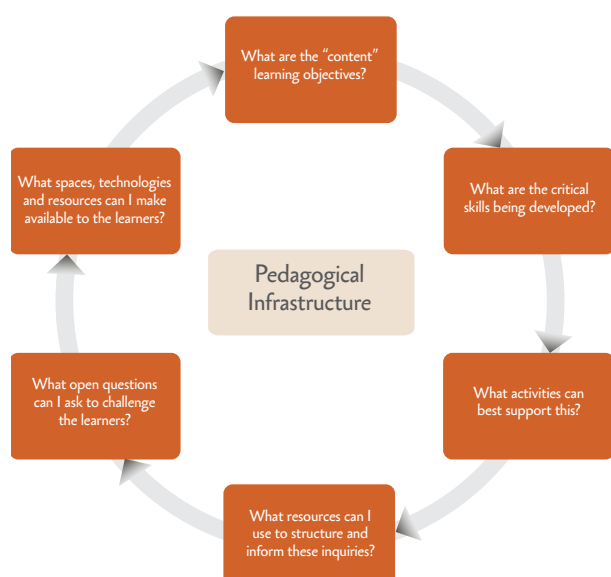 What are the “content”
learning objectives?
What are the critical
skills being developed?
What activities can
best support this?
What resources can I
use to structure and
inform these inquiries?
What open questions
can I ask to challenge
the learners?
What spaces, technologies
and resources can I make
available to the learners?
Pedagogical
Infrastructure